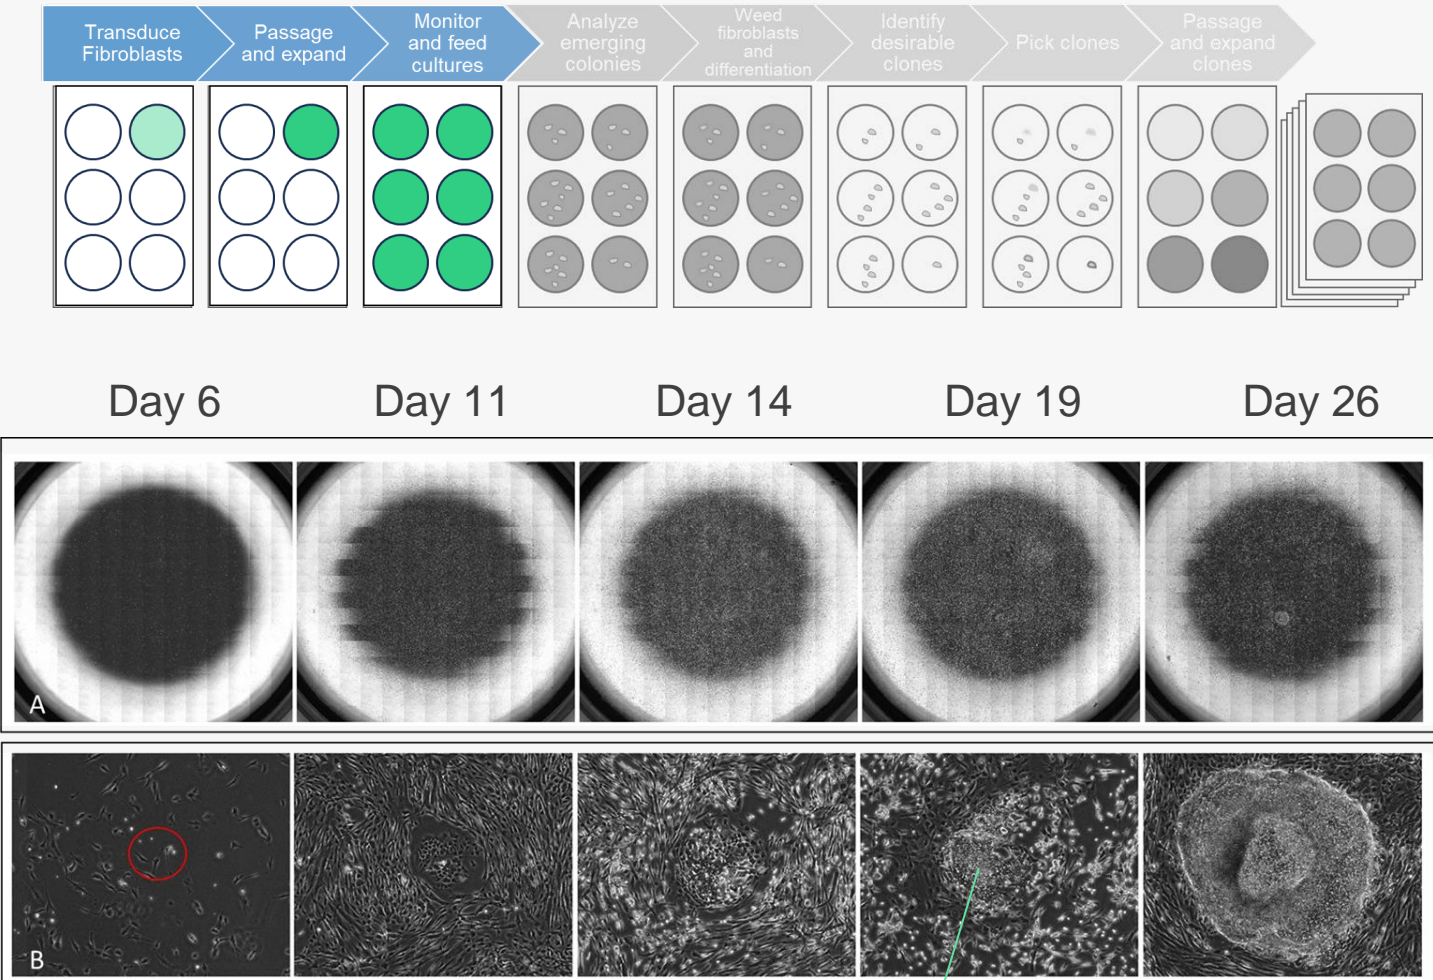 Transduce
Fibroblasts
Passage
and expand
Monitor
and feed
cultures
Analyze
emerging
colonies
Weed
fibroblasts
and
differentiation
Identify
desirable
clones
Pick clones
Passage
and expand
clones
Day 6
Day 11
Day 14
Day 19
Day 26
A
B